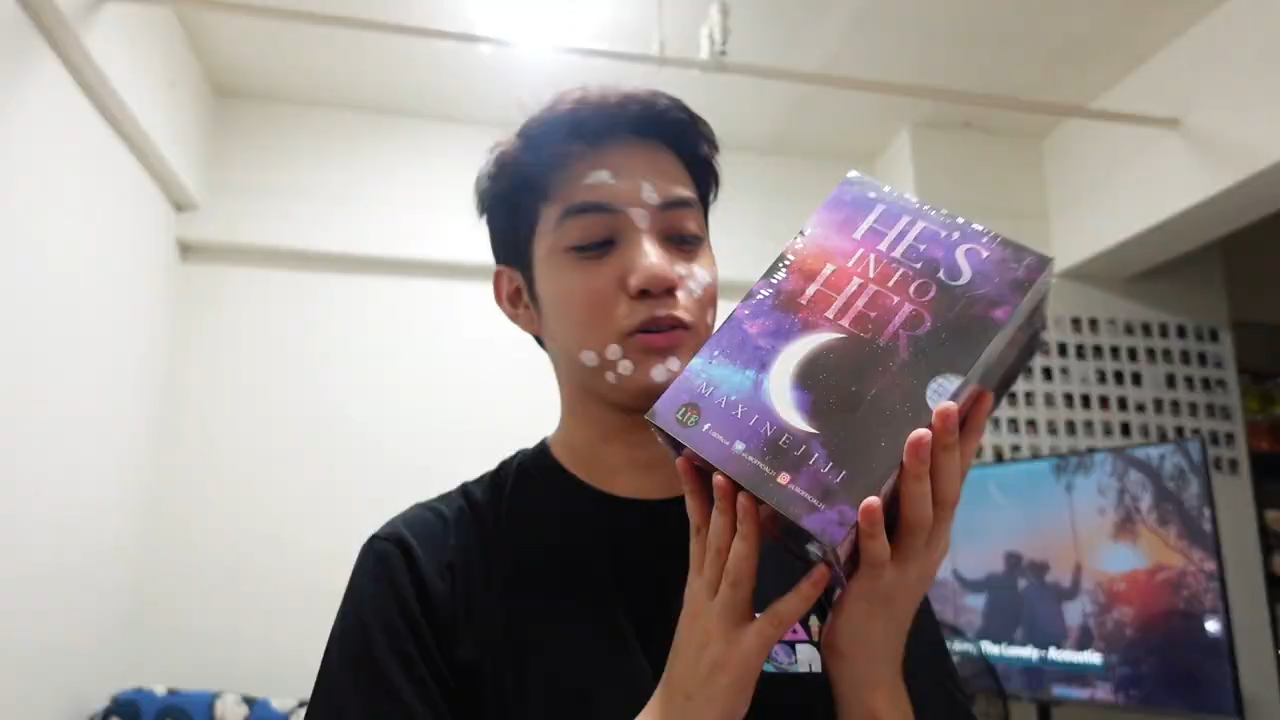 HE'S
INTO
HER
MAXINEJIJI
LIB
The Lonely - Acoustic